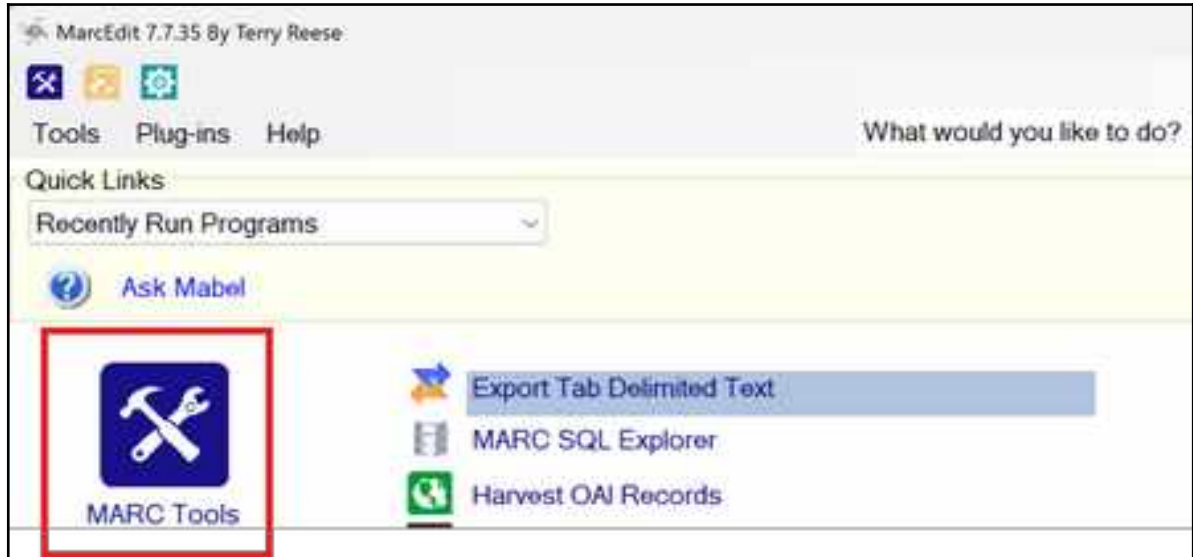 MarcEdit 7.7.35 By Terry Reese
Tools Plug-ins Help What would you like to do?
Quick Links
Recently Run Programs
Ask Mabel
MARC Tools
Export Tab Delimited Text
MARC SQL Explorer
Harvest OAI Records